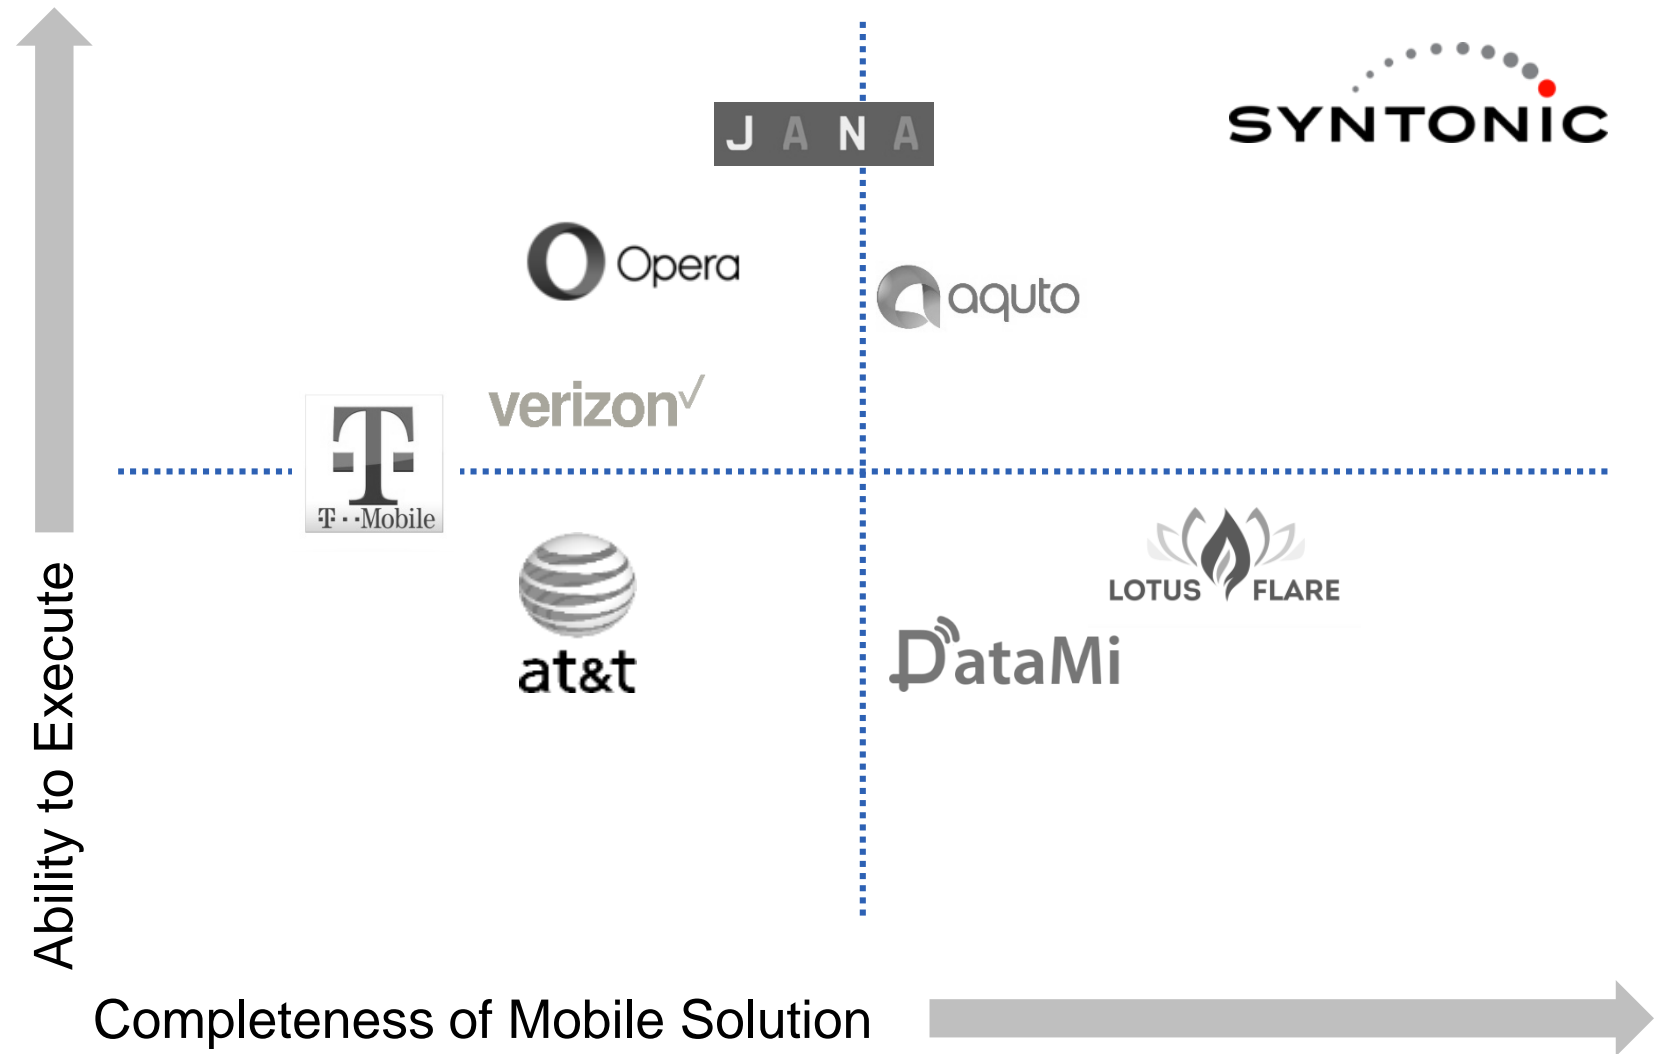 SYNTONIC
JANA
Opera
aquto
verizon
T
T··Mobile
LOTUS FLARE
at&t
DataMi
Ability to Execute
Completeness of Mobile Solution